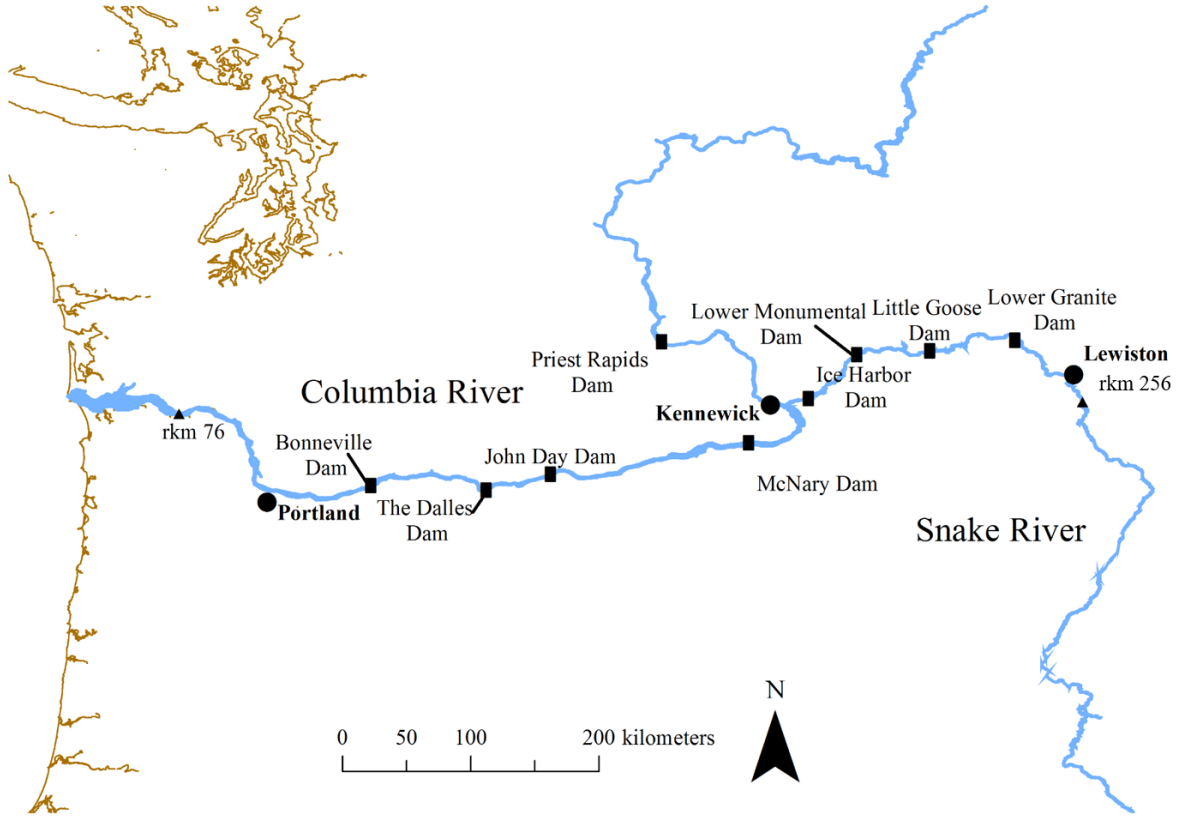 Lower Granite
Dam
Little Goose
Dam
Lower Monumental
Dam
Lewiston
rkm 256
Priest Rapids
Dam
Ice Harbor
Dam
Columbia River
Kennewick
rkm 76
Bonneville
Dam
John Day Dam
McNary Dam
Portland
The Dalles
Dam
Snake River
N
0 50 100 200 kilometers